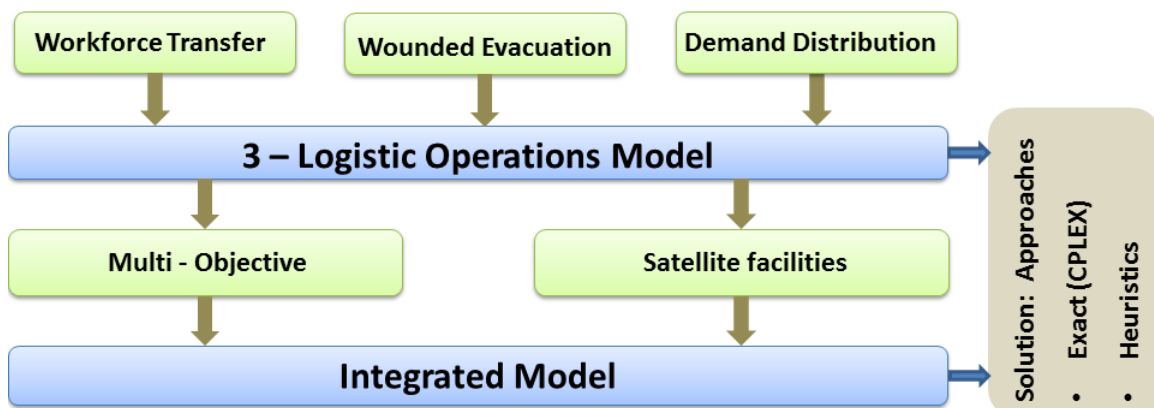 Workforce Transfer
Wounded Evacuation
Demand Distribution
3 – Logistic Operations Model
Multi - Objective
Satellite facilities
Integrated Model
Solution: Approaches
• Exact (CPLEX)
• Heuristics